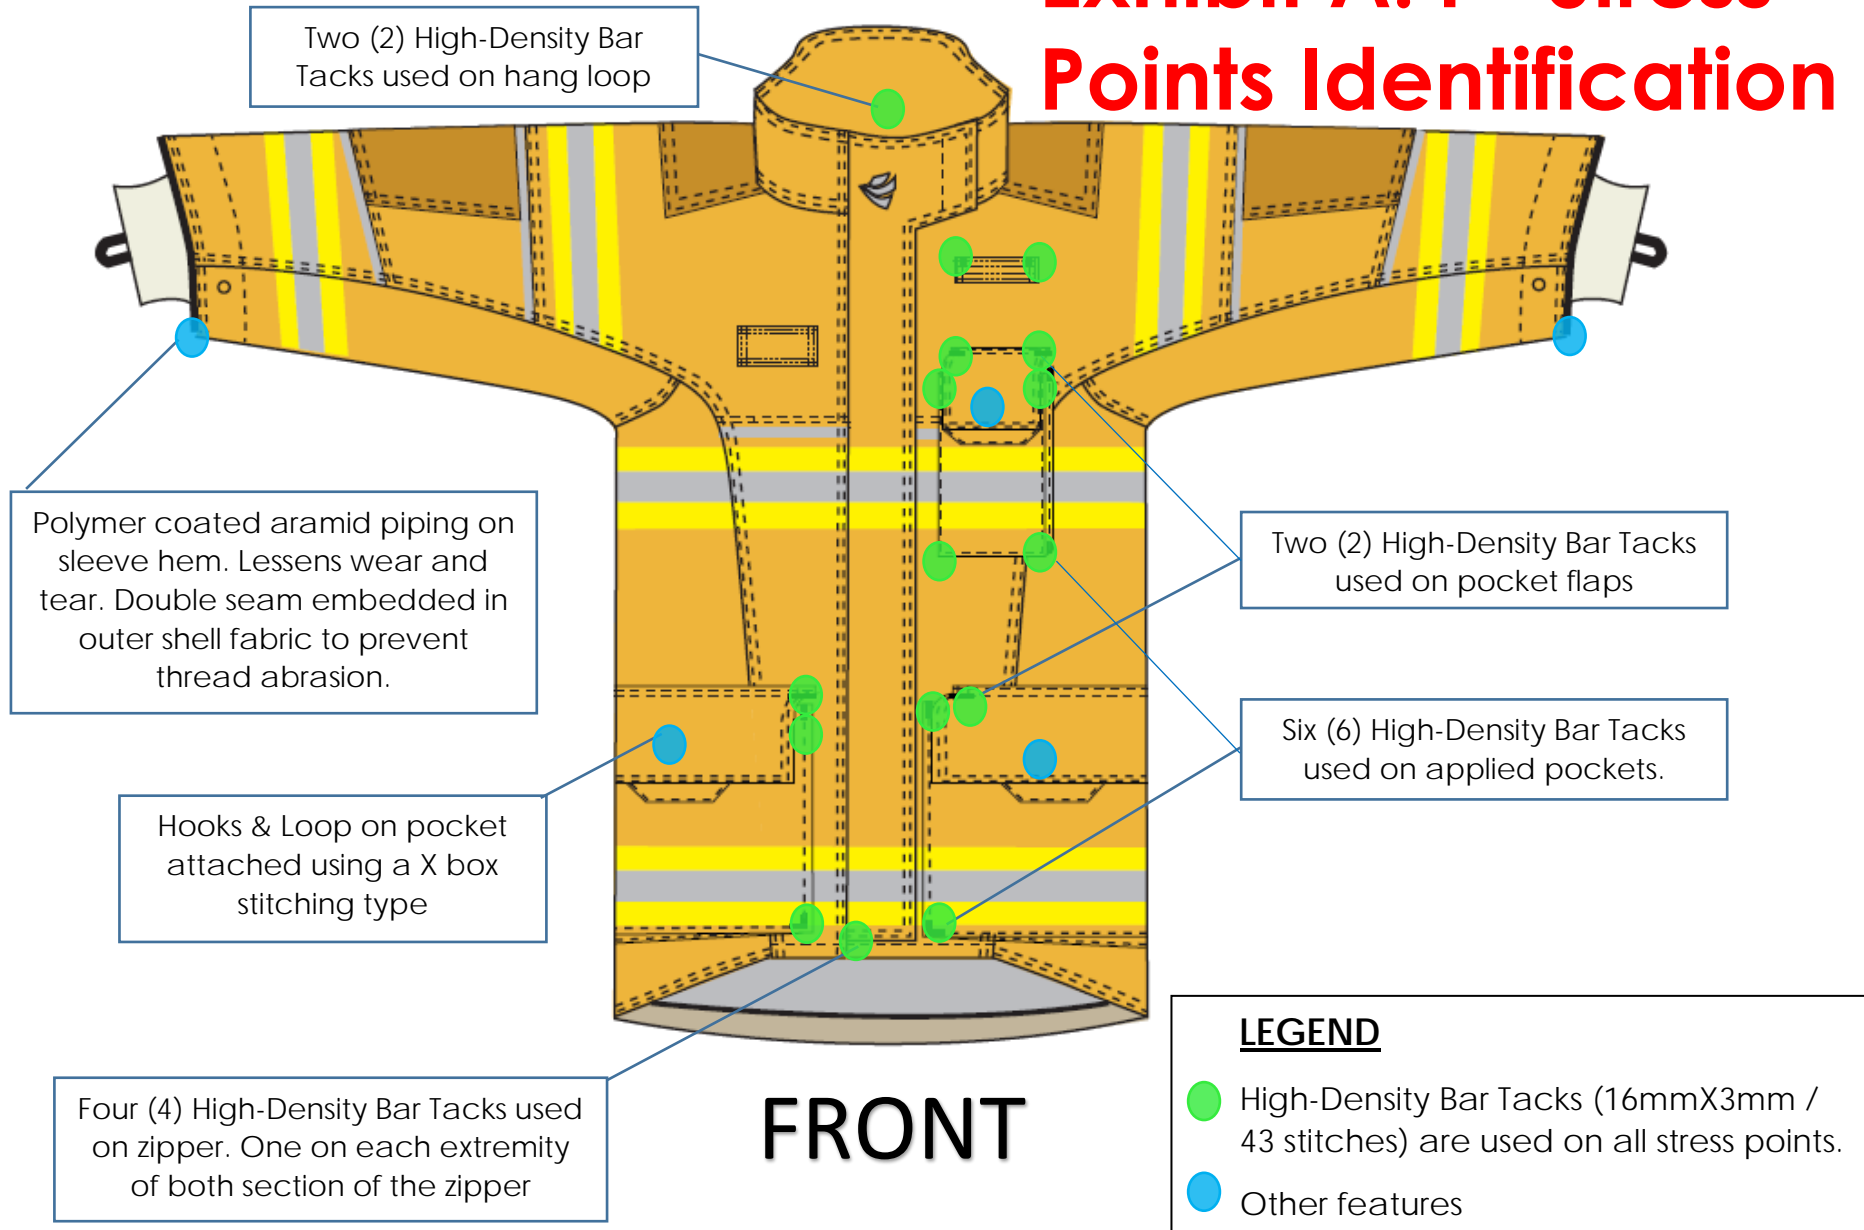 Exhibit A.4 - Stress
Points Identification
Two (2) High-Density Bar
Tacks used on hang loop
Polymer coated aramid piping on
sleeve hem. Lessens wear and
tear. Double seam embedded in
outer shell fabric to prevent
thread abrasion.
Two (2) High-Density Bar Tacks
used on pocket flaps
Six (6) High-Density Bar Tacks
used on applied pockets.
Hooks & Loop on pocket
attached using a X box
stitching type
Four (4) High-Density Bar Tacks used
on zipper. One on each extremity
of both section of the zipper
FRONT
LEGEND
High-Density Bar Tacks (16mmX3mm /
43 stitches) are used on all stress points.
Other features